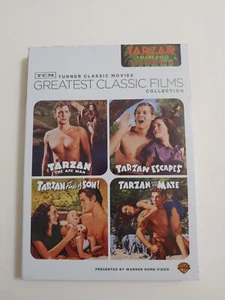 TARZAN
TCM TURNER CLASSIC MOVIES
GREATEST CLASSIC FILMS
COLLECTION
TARZAN
THE APE MAN
TARZAN ESCAPES
TARZAN Finds A SON!
TARZAN AND HIS MATE
PRESENTED BY WARNER HOME VIDEO